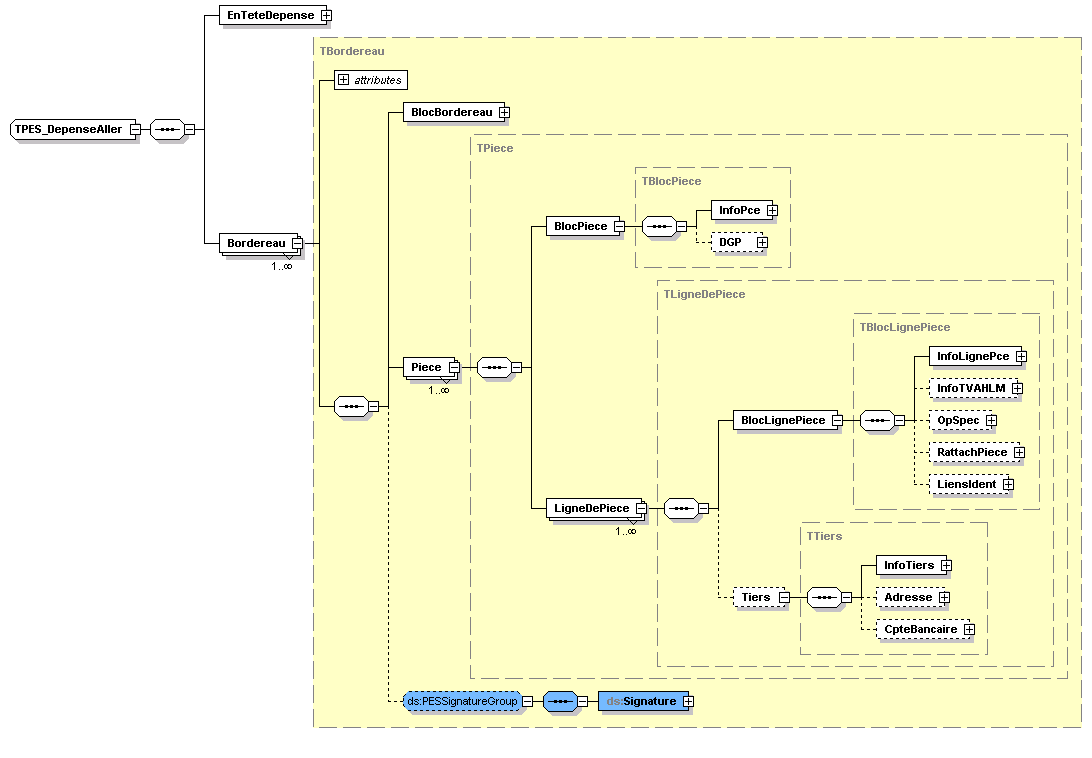 EnTeteDepense
TBordereau
attributes
BlocBordereau
TPES_DepenseAller
TPiece
TBlocPiece
InfoPce
BlocPiece
DGP
Bordereau
1..∞
TLigneDePiece
TBlocLignePiece
InfoLignePce
Piece
1..∞
InfoTVAHLM
BlocLignePiece
OpSpec
RattachPiece
LiensIdent
LigneDePiece
1..∞
TTiers
InfoTiers
Tiers
Adresse
CpteBancaire
ds:PESSignatureGroup
ds:Signature